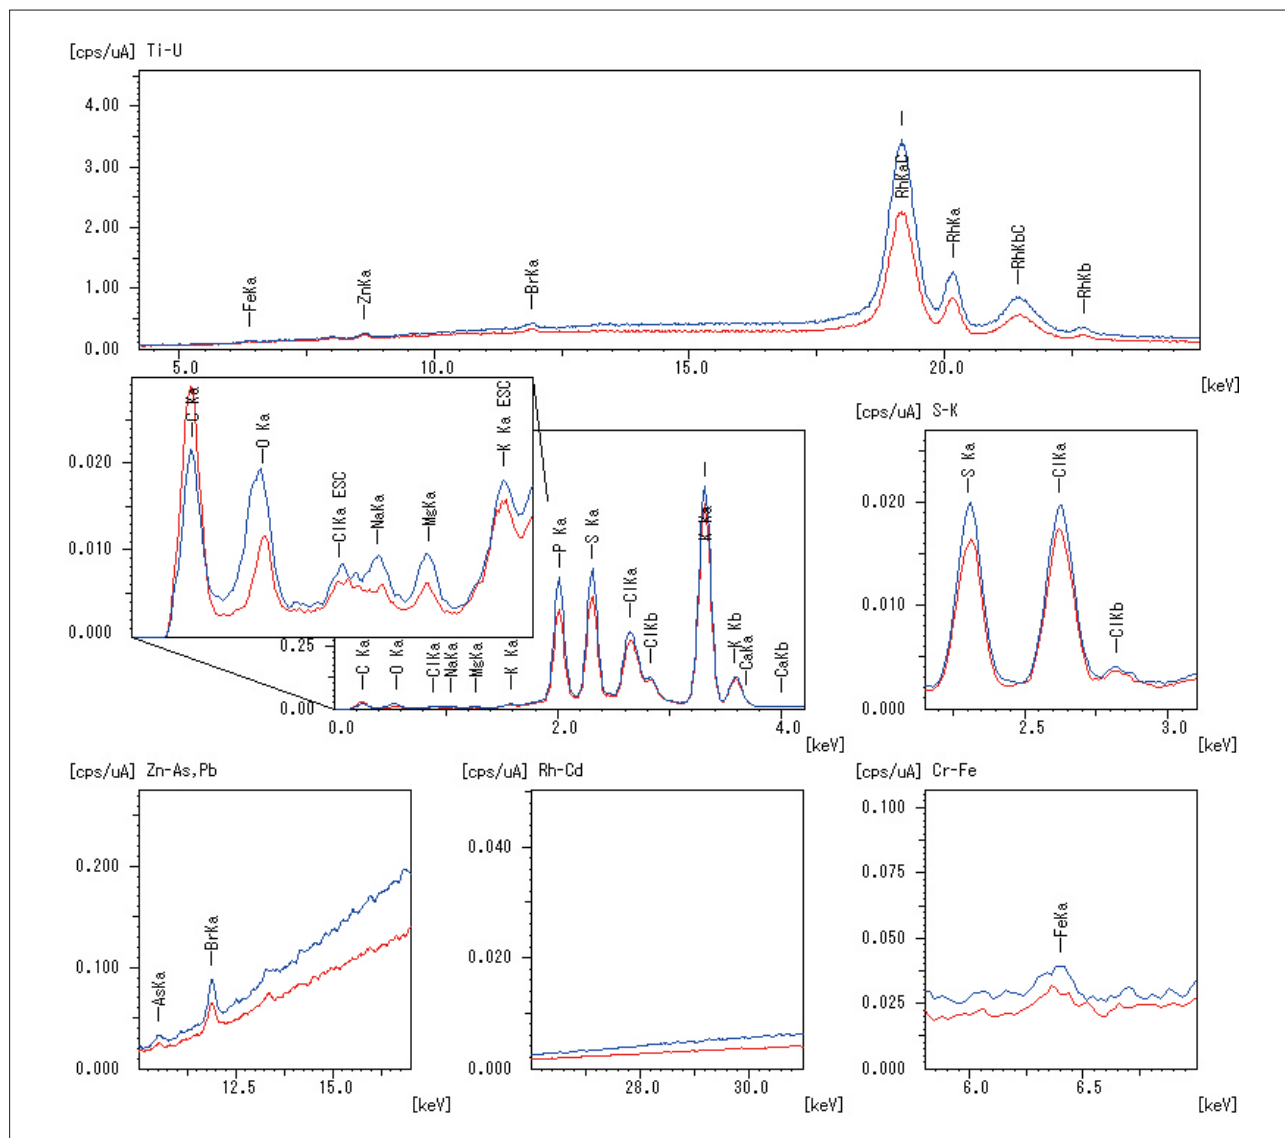 [cps/uA] Ti-U
4.00
3.00
2.00
1.00
0.00
FeKa
ZnKa
BrKa
RhKaC
RhKa
RhKbC
RhKb
5.0 10.0 15.0 20.0
[keV]
0.020
0.010
0.000
C Ka
O Ka
ClKa ESC
NaKa
MgKa
K Ka ESC
0.25
0.00
C Ka
O Ka
ClKa
NaKa
MgKa
K Ka
P Ka
S Ka
ClKa
ClKb
K Ka
K Kb
CaKa
CaKb
0.0 2.0 4.0
[keV]
[cps/uA] S-K
0.020
0.010
0.000
S Ka
ClKa
ClKb
2.5 3.0
[keV]
[cps/uA] Zn-As,Pb
0.200
0.100
0.000
AsKa
BrKa
12.5 15.0
[keV]
[cps/uA] Rh-Cd
0.040
0.020
0.000
28.0 30.0
[keV]
[cps/uA] Cr-Fe
0.100
0.075
0.050
0.025
0.000
FeKa
6.0 6.5
[keV]